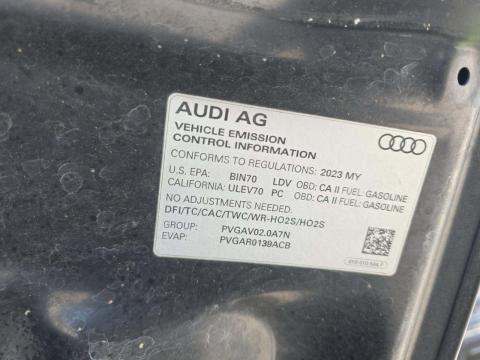 AUDI AG
VEHICLE EMISSION
CONTROL INFORMATION
CONFORMS TO REGULATIONS: 2023 MY
U.S. EPA: BIN70 LDV OBD: CA II FUEL: GASOLINE
CALIFORNIA: ULEV70 PC OBD: CA II FUEL: GASOLINE
NO ADJUSTMENTS NEEDED
DFI/TC/CAC/TWC/WR-HO2S/HO2S
GROUP: PVGAV02.0A7N
EVAP: PVGAR0139ACB